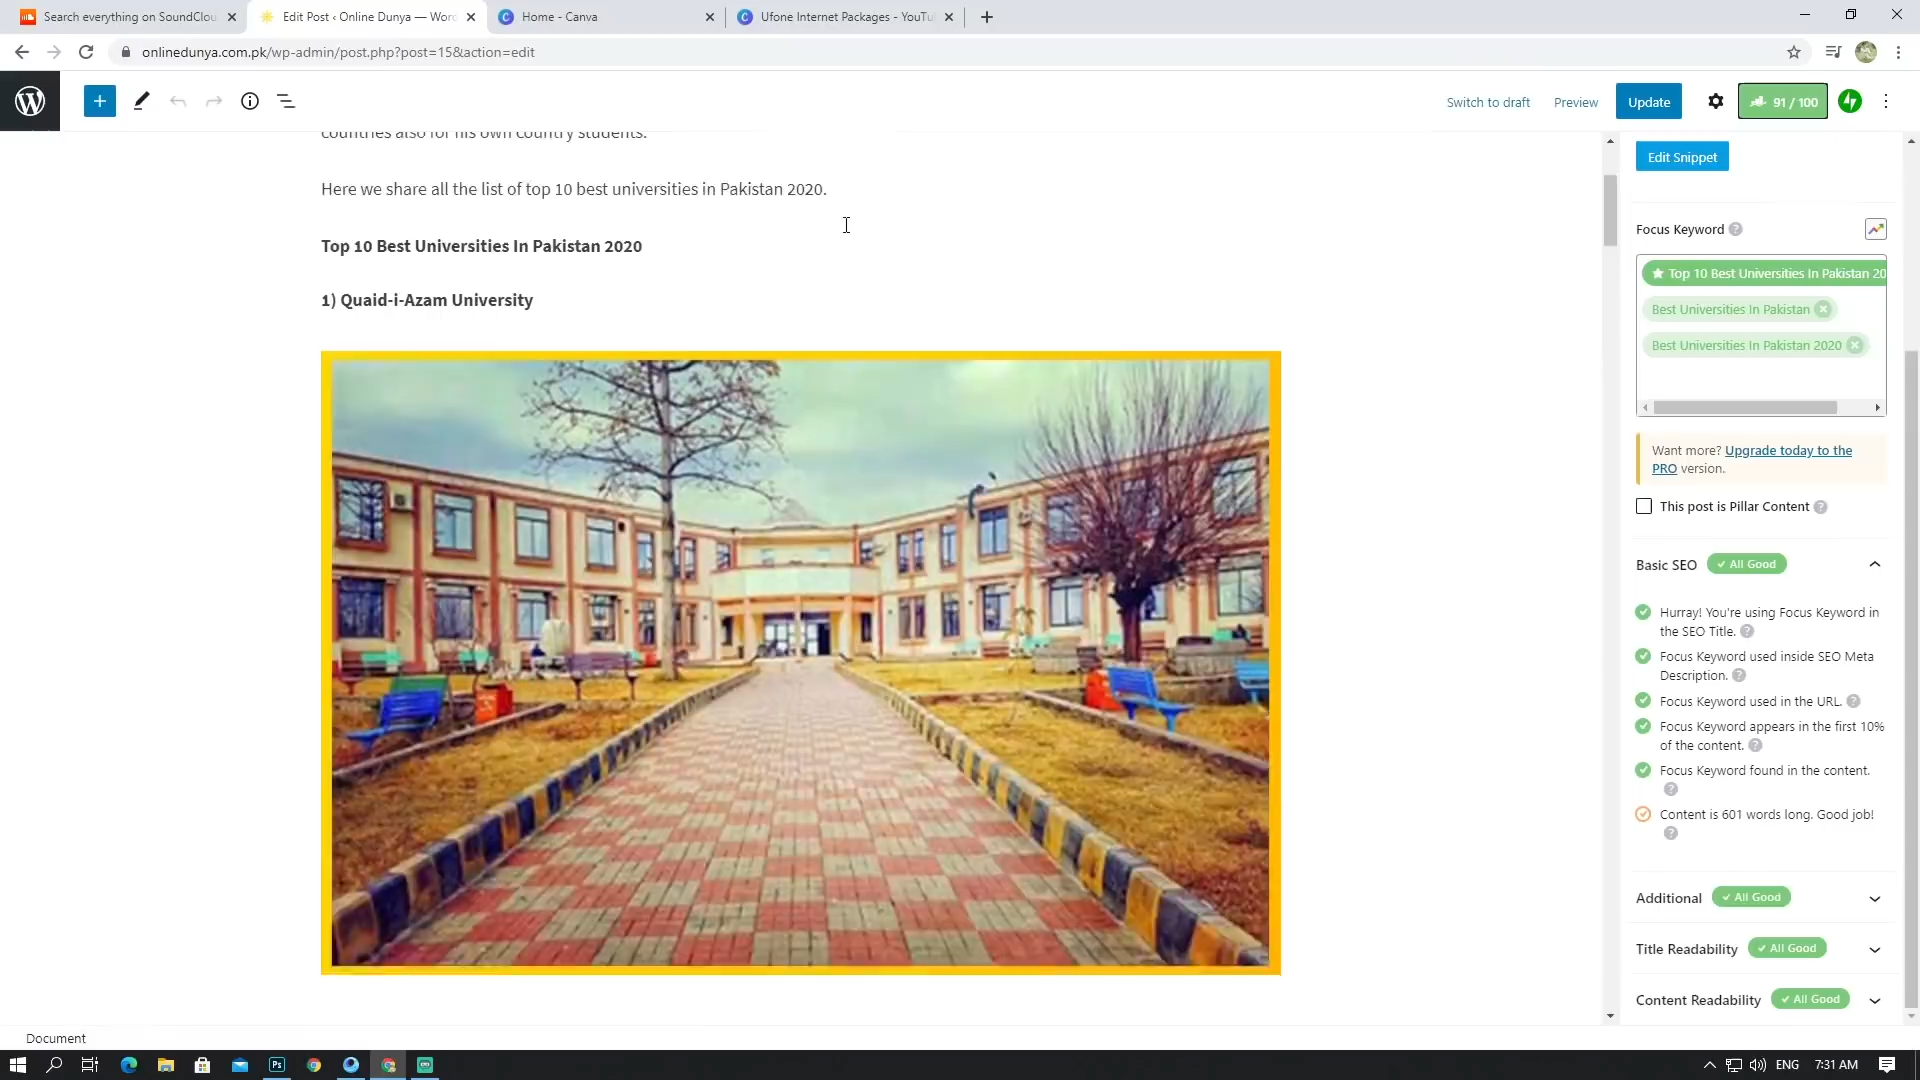 Search everything on SoundClou
Edit Post ‹ Online Dunya — Word
Home - Canva
Ufone Internet Packages - YouTu
onlinedunya.com.pk/wp-admin/post.php?post=15&action=edit
Switch to draft
Preview
Update
91 / 100
countries also for his own country students.
Here we share all the list of top 10 best universities in Pakistan 2020.
Top 10 Best Universities In Pakistan 2020
1) Quaid-i-Azam University
Edit Snippet
Focus Keyword
Top 10 Best Universities In Pakistan 20
Best Universities In Pakistan
Best Universities In Pakistan 2020
Want more? Upgrade today to the
PRO version.
This post is Pillar Content
Basic SEO All Good
Hurray! You're using Focus Keyword in
the SEO Title.
Focus Keyword used inside SEO Meta
Description.
Focus Keyword used in the URL.
Focus Keyword appears in the first 10%
of the content.
Focus Keyword found in the content.
Content is 601 words long. Good job!
Additional All Good
Title Readability All Good
Content Readability All Good
Document
Ps
ENG
7:31 AM